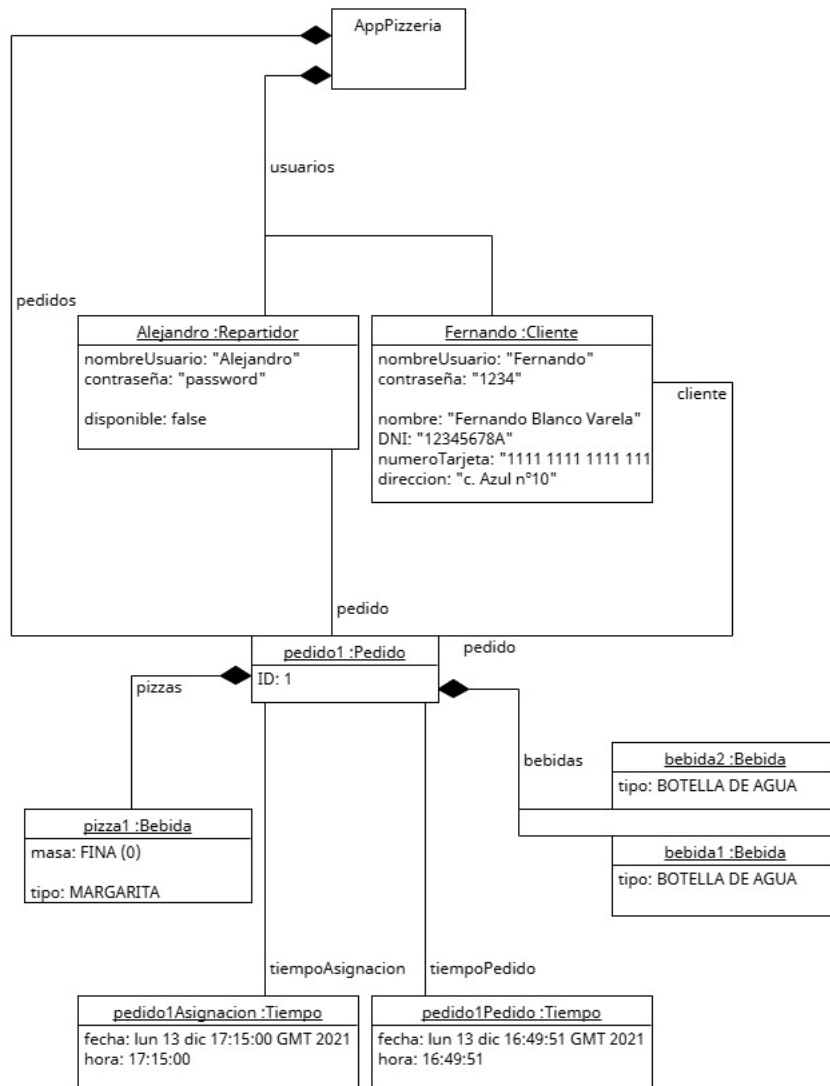 AppPizzeria
usuarios
pedidos
Alejandro :Repartidor
nombreUsuario: "Alejandro"
contraseña: "password"
disponible: false
Fernando :Cliente
nombreUsuario: "Fernando"
contraseña: "1234"
nombre: "Fernando Blanco Varela"
DNI: "12345678A"
numeroTarjeta: "1111 1111 1111 111
direccion: "c. Azul nº10"
cliente
pedido
pedido
pedido1 :Pedido
ID: 1
pizzas
bebidas
bebida2 :Bebida
tipo: BOTELLA DE AGUA
pizza1 :Bebida
masa: FINA (0)
tipo: MARGARITA
bebida1 :Bebida
tipo: BOTELLA DE AGUA
tiempoAsignacion
tiempoPedido
pedido1Asignacion :Tiempo
fecha: lun 13 dic 17:15:00 GMT 2021
hora: 17:15:00
pedido1Pedido :Tiempo
fecha: lun 13 dic 16:49:51 GMT 2021
hora: 16:49:51